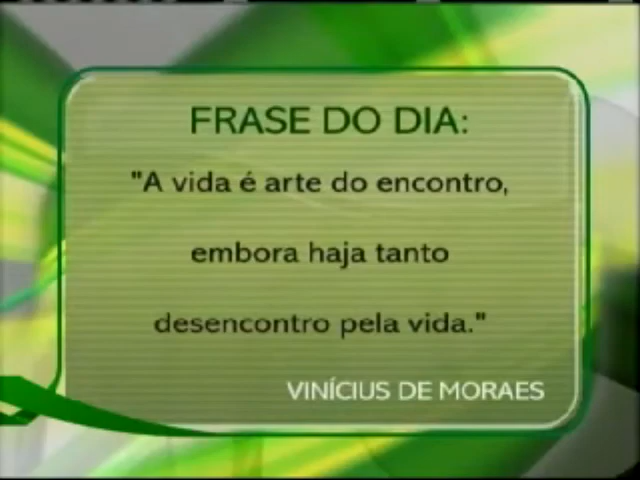 FRASE DO DIA:
"A vida é arte do encontro,
embora haja tanto
desencontro pela vida."
VINÍCIUS DE MORAES